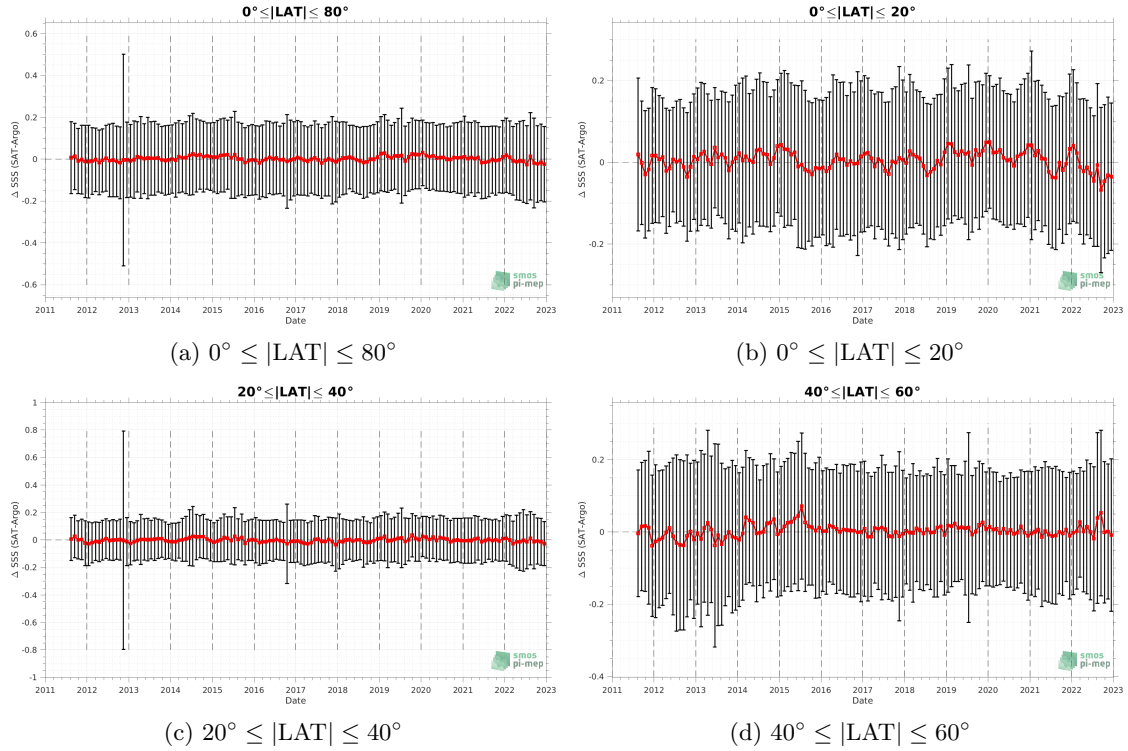 0°≤|LAT|≤ 80°
Δ SSS (SAT-Argo)
0.6
0.4
0.2
0
-0.2
-0.4
-0.6
2011 2012 2013 2014 2015 2016 2017 2018 2019 2020 2021 2022 2023
Date
smos
pi-mep
(a) 0° ≤ |LAT| ≤ 80°
0°≤|LAT|≤ 20°
Δ SSS (SAT-Argo)
0.2
0
-0.2
2011 2012 2013 2014 2015 2016 2017 2018 2019 2020 2021 2022 2023
Date
smos
pi-mep
(b) 0° ≤ |LAT| ≤ 20°
20°≤|LAT|≤ 40°
Δ SSS (SAT-Argo)
1
0.8
0.6
0.4
0.2
0
-0.2
-0.4
-0.6
-0.8
-1
2011 2012 2013 2014 2015 2016 2017 2018 2019 2020 2021 2022 2023
Date
smos
pi-mep
(c) 20° ≤ |LAT| ≤ 40°
40°≤|LAT|≤ 60°
Δ SSS (SAT-Argo)
0.2
0
-0.2
-0.4
2011 2012 2013 2014 2015 2016 2017 2018 2019 2020 2021 2022 2023
Date
smos
pi-mep
(d) 40° ≤ |LAT| ≤ 60°